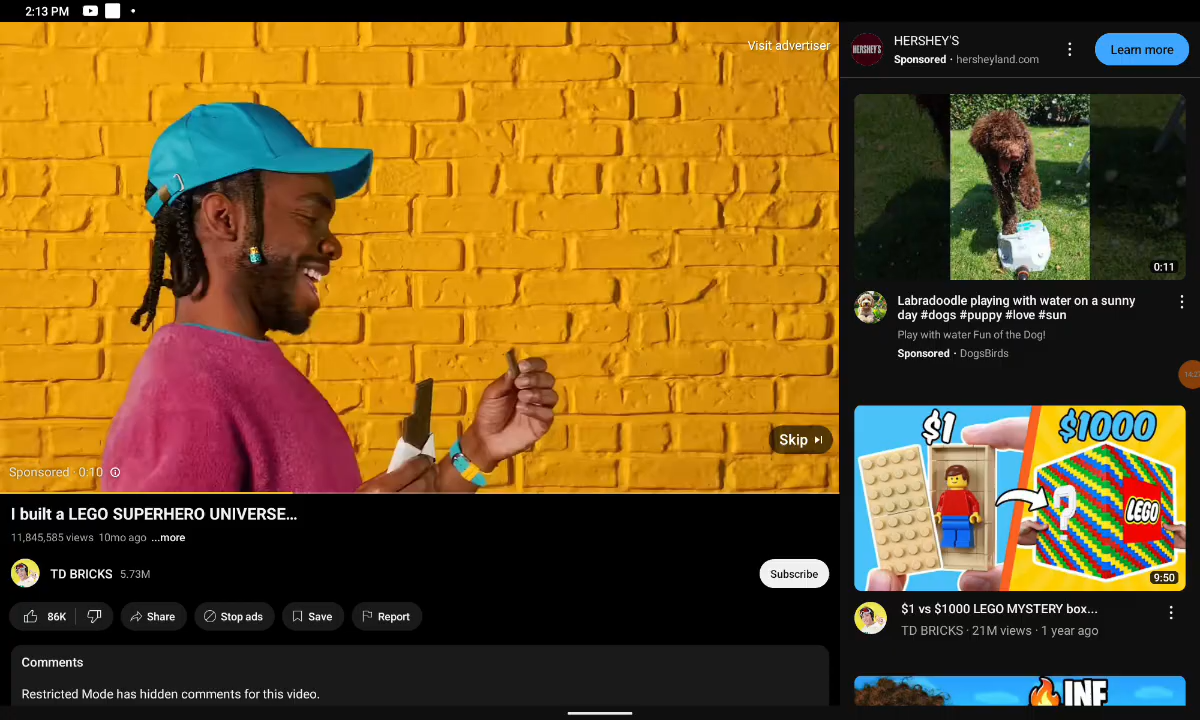 2:13 PM
Visit advertiser
Skip
Sponsored · 0:10
I built a LEGO SUPERHERO UNIVERSE...
11,845,585 views 10mo ago ...more
TD BRICKS 5.73M
Subscribe
86K
Share
Stop ads
Save
Report
Comments
Restricted Mode has hidden comments for this video.
HERSHEY'S
HERSHEY'S
Sponsored · hersheyland.com
Learn more
0:11
Labradoodle playing with water on a sunny
day #dogs #puppy #love #sun
Play with water Fun of the Dog!
Sponsored · DogsBirds
$1
$1000
?
LEGO
9:50
$1 vs $1000 LEGO MYSTERY box...
TD BRICKS · 21M views · 1 year ago
INF